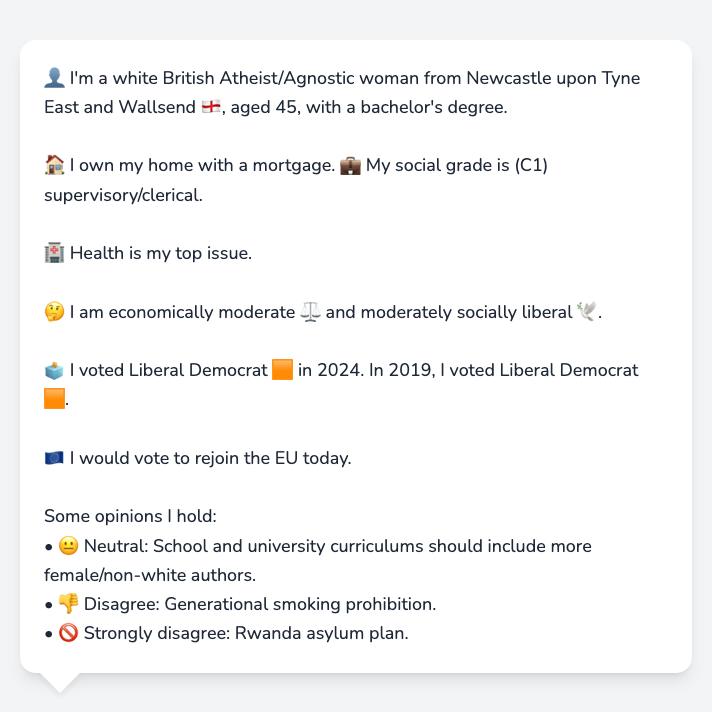 👤 I'm a white British Atheist/Agnostic woman from Newcastle upon Tyne
East and Wallsend 🏴󠁧󠁢󠁥󠁮󠁧󠁿, aged 45, with a bachelor's degree.
🏠 I own my home with a mortgage. 💼 My social grade is (C1)
supervisory/clerical.
🏥 Health is my top issue.
🤔 I am economically moderate ⚖️ and moderately socially liberal 🕊️.
🗳️ I voted Liberal Democrat 🟧 in 2024. In 2019, I voted Liberal Democrat
🟧.
🇪🇺 I would vote to rejoin the EU today.
Some opinions I hold:
• 😐 Neutral: School and university curriculums should include more
female/non-white authors.
• 👎 Disagree: Generational smoking prohibition.
• 🚫 Strongly disagree: Rwanda asylum plan.